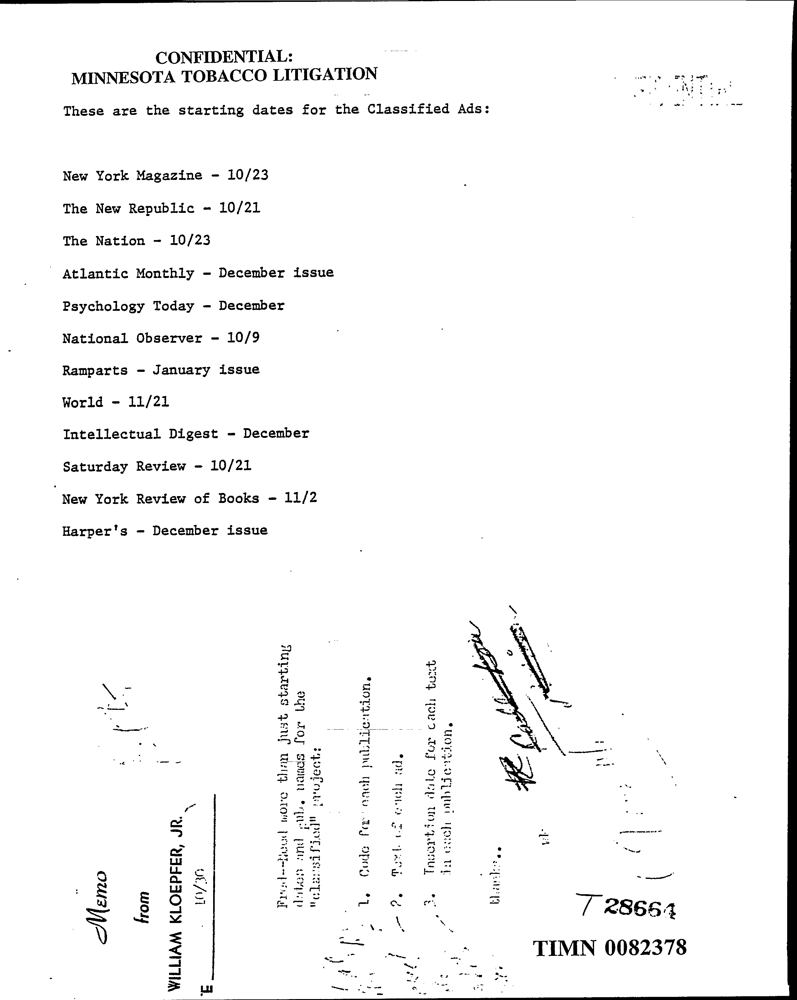 CONFIDENTIAL:
MINNESOTA TOBACCO LITIGATION
These are the starting dates for the Classified Ads:
New York Magazine - 10/23
The New Republic - 10/21
The Nation - 10/23
Atlantic Monthly - December issue
Psychology Today - December
National Observer - 10/9
Ramparts - January issue
World - 11/21
Intellectual Digest - December
Saturday Review - 10/21
New York Review of Books - 11/2
Harper's - December issue
Memo
from
WILLIAM KLOEPFER, JR.
E 10/30
Fred--Need more than just starting
dates and pub. names for the
"classified" project:
1. Code for each publication.
2. Text of each ad.
3. Insertion date for each text
in each publication.
Thanks..
T 28664
TIMN 0082378